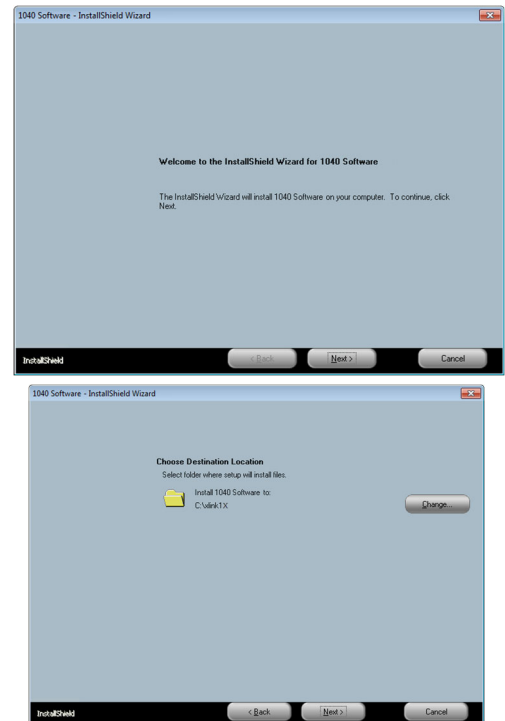 1040 Software - InstallShield Wizard
Welcome to the InstallShield Wizard for 1040 Software
The InstallShield Wizard will install 1040 Software on your computer.  To continue, click
Next.
InstallShield
< Back
Next >
Cancel
1040 Software - InstallShield Wizard
Choose Destination Location
Select folder where setup will install files.
Install 1040 Software to:
C:\xlink1X
Change...
InstallShield
< Back
Next >
Cancel